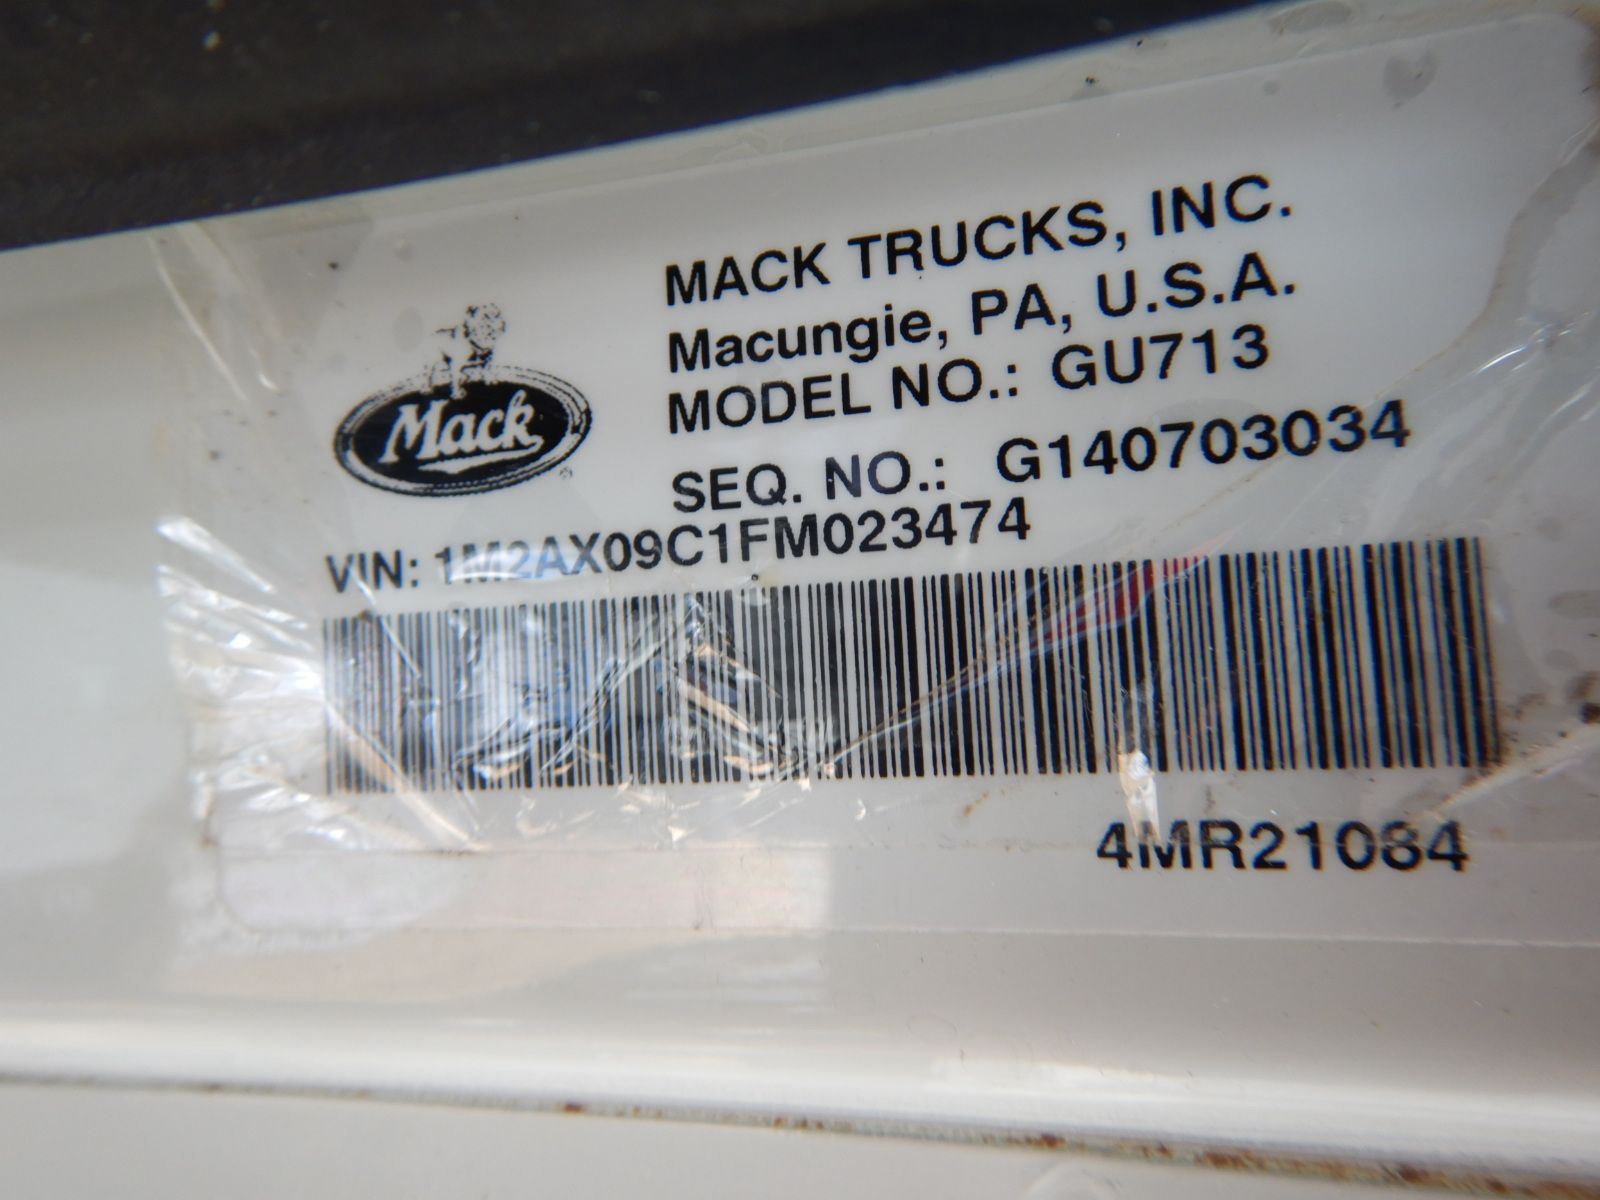 MACK TRUCKS, INC.
Macungie, PA, U.S.A.
MODEL NO.: GU713
SEQ. NO.: G140703034
Mack
VIN: 1M2AX09C1FM023474
4MR21084